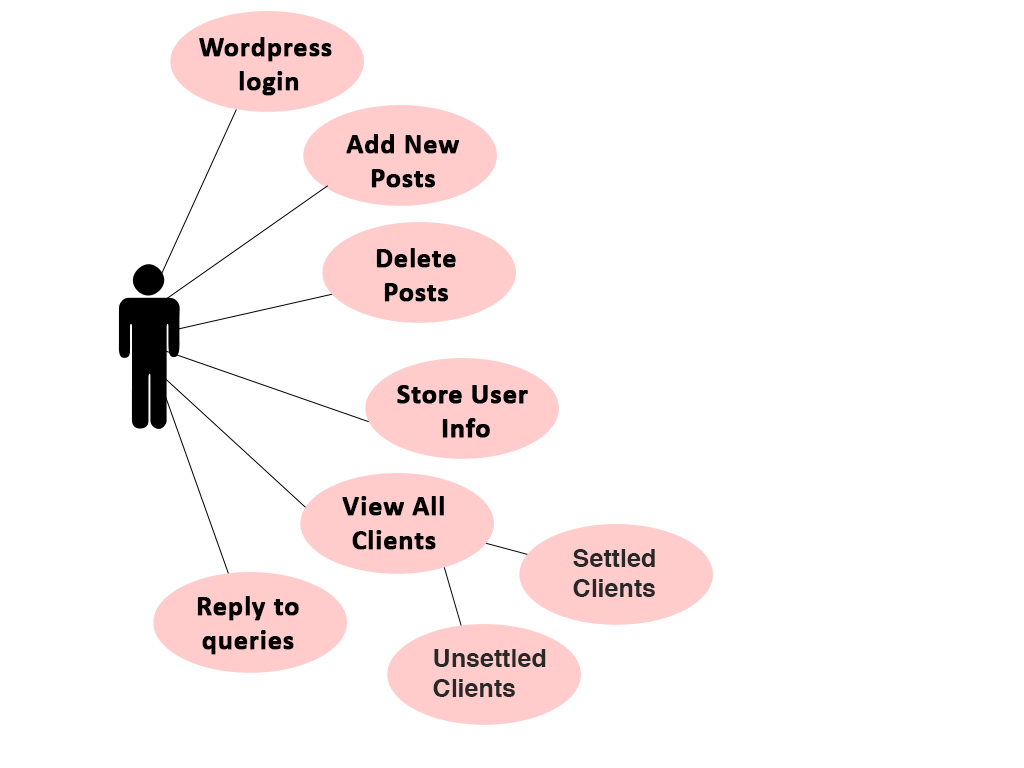 Wordpress
login
Add New
Posts
Delete
Posts
Store User
Info
View All
Clients
Settled
Clients
Reply to
queries
Unsettled
Clients